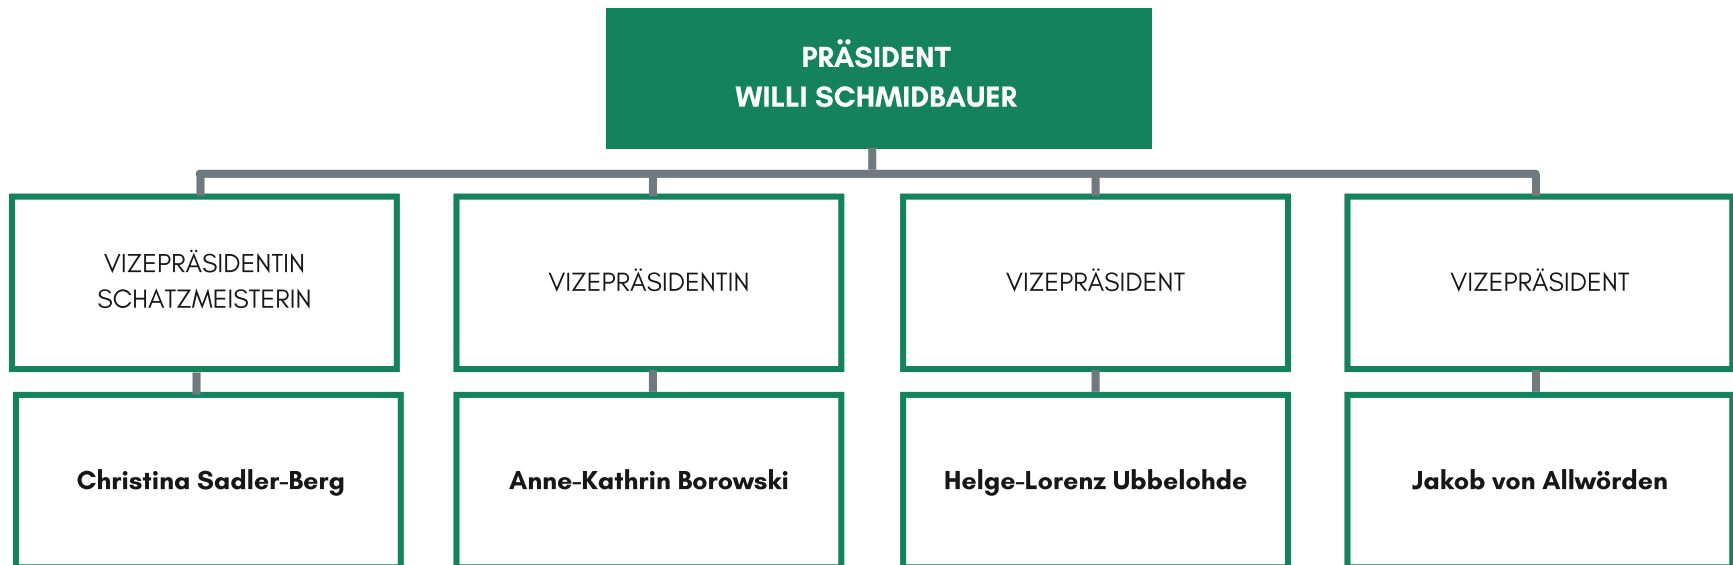 PRÄSIDENT
WILLI SCHMIDBAUER
VIZEPRÄSIDENTIN
SCHATZMEISTERIN
VIZEPRÄSIDENTIN
VIZEPRÄSIDENT
VIZEPRÄSIDENT
Christina Sadler-Berg
Anne-Kathrin Borowski
Helge-Lorenz Ubbelohde
Jakob von Allwörden